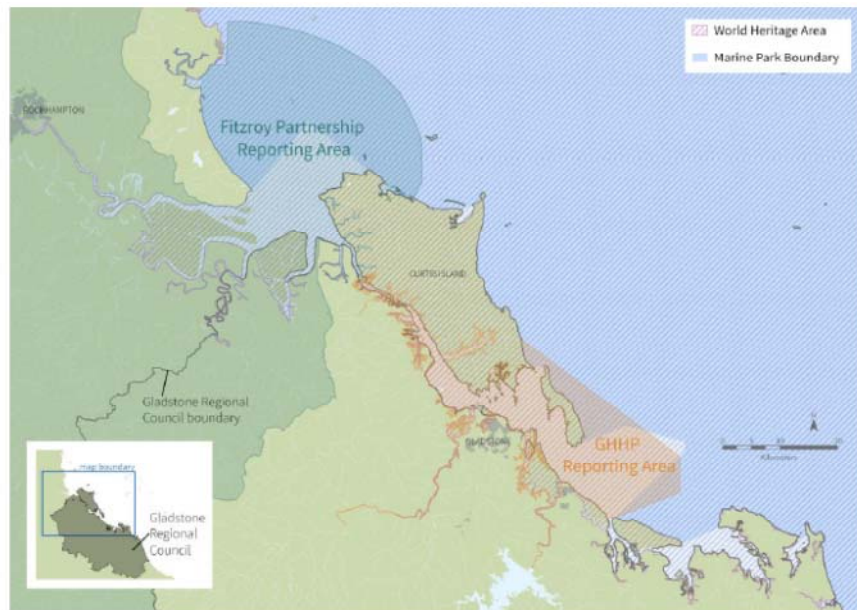 World Heritage Area
Marine Park Boundary
ROCKHAMPTON
Fitzroy Partnership
Reporting Area
CURTIS ISLAND
Gladstone Regional
Council boundary
GLADSTONE
GHHP
Reporting Area
N
Kilometers
map boundary
Gladstone
Regional
Council